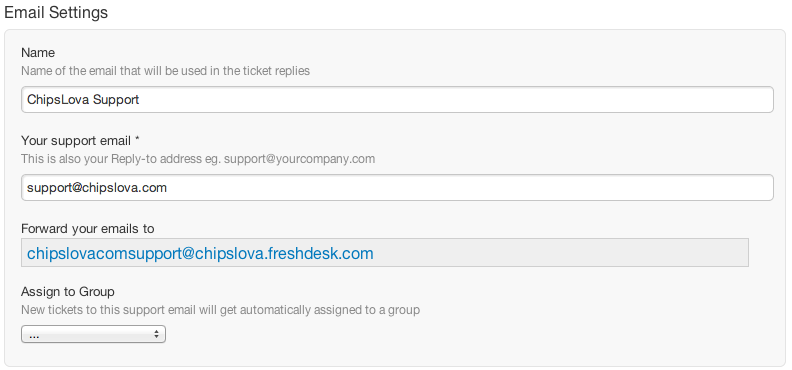 Email Settings
Name
Name of the email that will be used in the ticket replies
ChipsLova Support
Your support email *
This is also your Reply-to address eg. support@yourcompany.com
support@chipslova.com
Forward your emails to
chipslovacomsupport@chipslova.freshdesk.com
Assign to Group
New tickets to this support email will get automatically assigned to a group
...